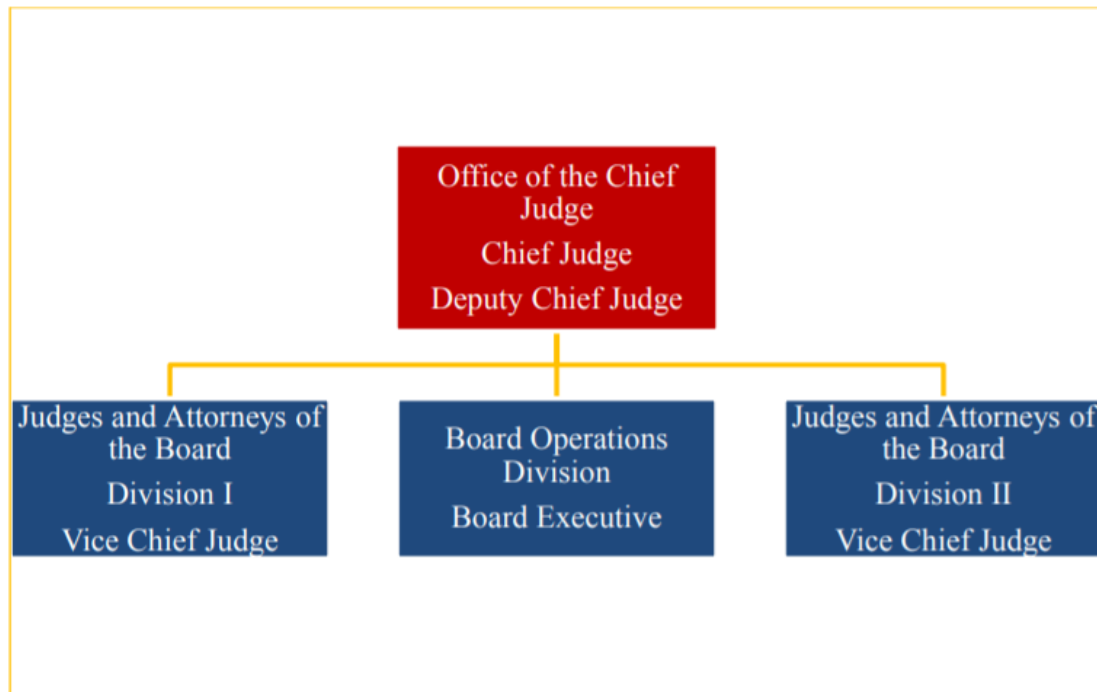 Office of the Chief
Judge
Chief Judge
Deputy Chief Judge
Judges and Attorneys of
the Board
Division I
Vice Chief Judge
Board Operations
Division
Board Executive
Judges and Attorneys of
the Board
Division II
Vice Chief Judge